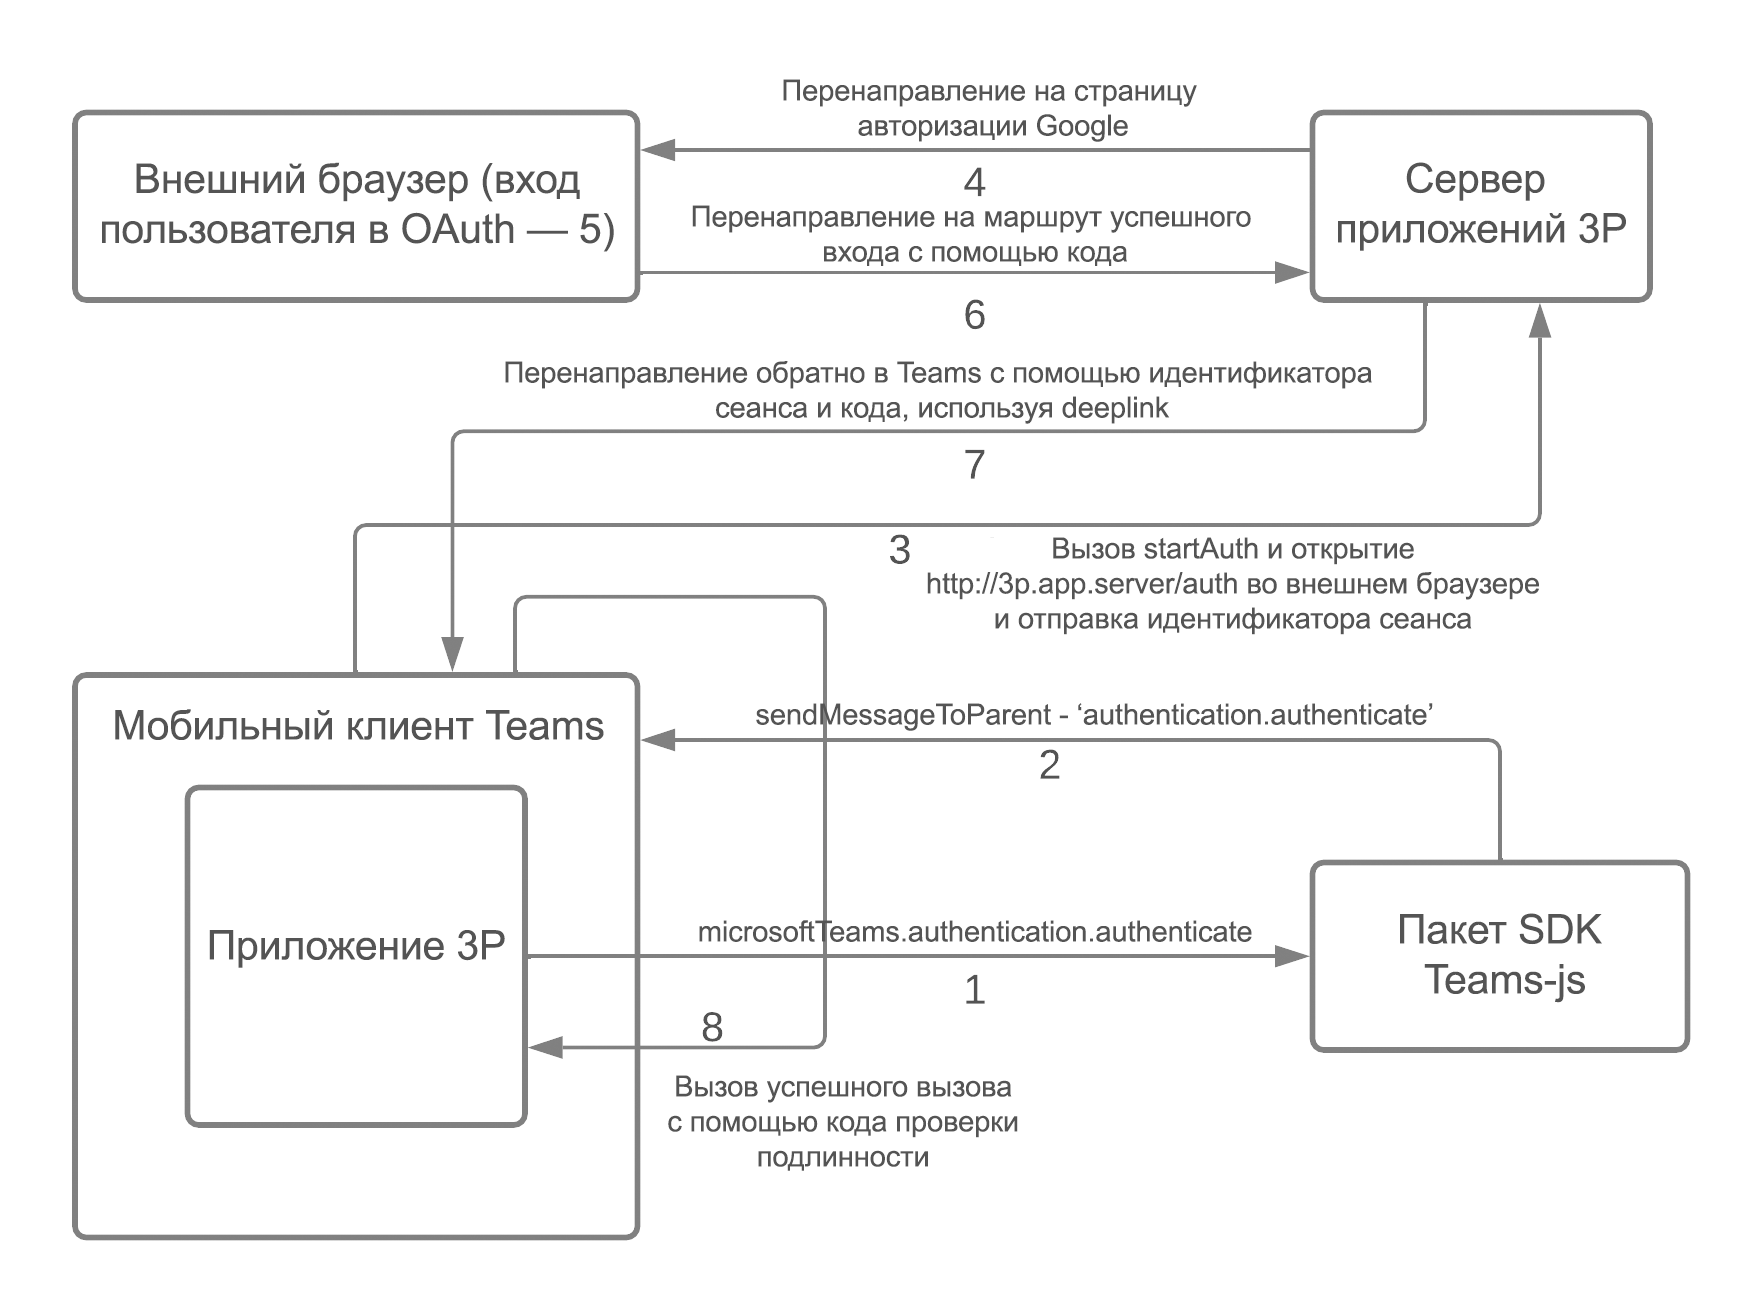 Перенаправление на страницу
авторизации Google
4
Внешний браузер (вход
пользователя в OAuth — 5)
Сервер
приложений 3P
Перенаправление на маршрут успешного
входа с помощью кода
6
Перенаправление обратно в Teams с помощью идентификатора
сеанса и кода, используя deeplink
7
3
Вызов startAuth и открытие
http://3p.app.server/auth во внешнем браузере
и отправка идентификатора сеанса
Мобильный клиент Teams
sendMessageToParent - ‘authentication.authenticate’
2
Приложение 3P
microsoftTeams.authentication.authenticate
1
Пакет SDK
Teams-js
8
Вызов успешного вызова
с помощью кода проверки
подлинности